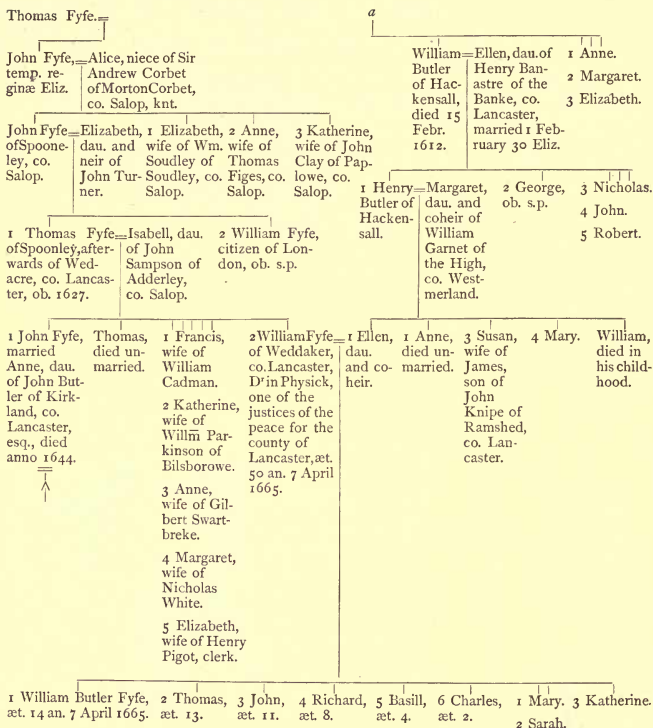 Thomas Fyfe.=
a
John Fyfe,=Alice, niece of Sir
temp. re- Andrew Corbet
ginæ Eliz. of Morton Corbet,
co. Salop, knt.
William=Ellen, dau. of
Butler Henry Ban-
of Hac- astre of the
kensall, Banke, co.
died 15 Lancaster,
Febr. married 1 Feb-
1612. ruary 30 Eliz.
1 Anne.
2 Margaret.
3 Elizabeth.
John Fyfe=Elizabeth,
of Spoone- dau. and
ley, co. heir of
Salop. John Tur-
ner.
1 Elizabeth,
wife of Wm.
Soudley of
Soudley, co.
Salop.
2 Anne,
wife of
Thomas
Figes, co.
Salop.
3 Katherine,
wife of John
Clay of Pap-
lowe, co.
Salop.
1 Henry=Margaret,
Butler of dau. and
Hacken- coheir of
sall. William
Garnet of
the High,
co. West-
merland.
2 George,
ob. s.p.
3 Nicholas.
4 John.
5 Robert.
1 Thomas Fyfe=Isabell, dau.
of Spoonley, after- of John
wards of Wed- Sampson of
acre, co. Lancas- Adderley,
ter, ob. 1627. co. Salop.
2 William Fyfe,
citizen of Lon-
don, ob. s.p.
1 John Fyfe,
married
Anne, dau.
of John But-
ler of Kirk-
land, co.
Lancaster,
esq., died
anno 1644.
Thomas,
died un-
married.
1 Francis,
wife of
William
Cadman.
2 Katherine,
wife of
Willm̄ Par-
kinson of
Bilsborowe.
3 Anne,
wife of Gil-
bert Swart-
breke.
4 Margaret,
wife of
Nicholas
White.
5 Elizabeth,
wife of Henry
Pigot, clerk.
2 William Fyfe=1 Ellen,
of Weddaker, dau.
co. Lancaster, and co-
Dr in Physick, heir.
one of the
justices of the
peace for the
county of
Lancaster, æt.
50 an. 7 April
1665.
1 Anne,
died un-
married.
3 Susan,
wife of
James,
son of
John
Knipe of
Ramshed,
co. Lan-
caster.
4 Mary.
William,
died in
his child-
hood.
1 William Butler Fyfe,
æt. 14 an. 7 April 1665.
2 Thomas,
æt. 13.
3 John,
æt. 11.
4 Richard,
æt. 8.
5 Basill,
æt. 4.
6 Charles,
æt. 2.
1 Mary. 3 Katherine.
2 Sarah.